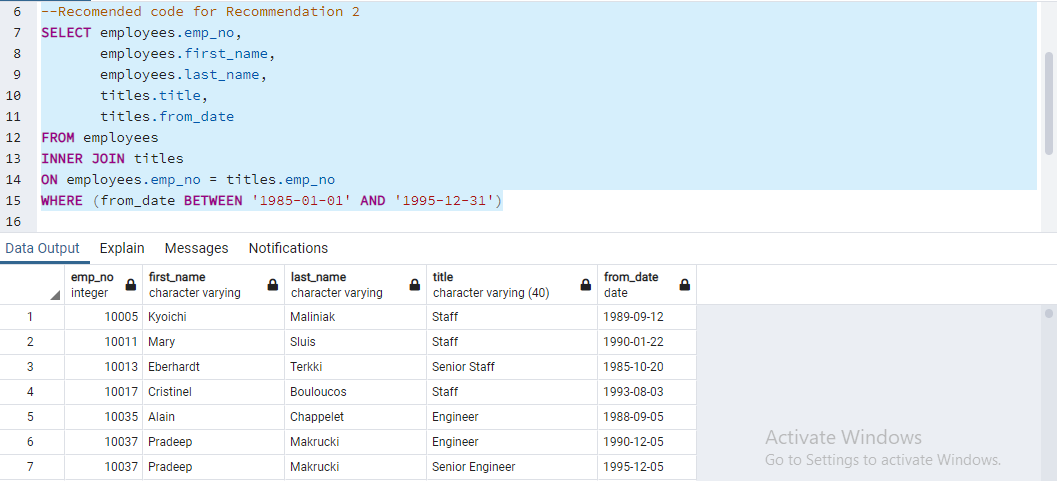 6 --Recomended code for Recommendation 2
7 SELECT employees.emp_no,
8 employees.first_name,
9 employees.last_name,
10 titles.title,
11 titles.from_date
12 FROM employees
13 INNER JOIN titles
14 ON employees.emp_no = titles.emp_no
15 WHERE (from_date BETWEEN '1985-01-01' AND '1995-12-31')
16
Data Output Explain Messages Notifications
emp_no first_name last_name title from_date
integer character varying character varying character varying (40) date
1 10005 Kyoichi Maliniak Staff 1989-09-12
2 10011 Mary Sluis Staff 1990-01-22
3 10013 Eberhardt Terkki Senior Staff 1985-10-20
4 10017 Cristinel Bouloucos Staff 1993-08-03
5 10035 Alain Chappelet Engineer 1988-09-05
6 10037 Pradeep Makrucki Engineer 1990-12-05
7 10037 Pradeep Makrucki Senior Engineer 1995-12-05
Activate Windows
Go to Settings to activate Windows.